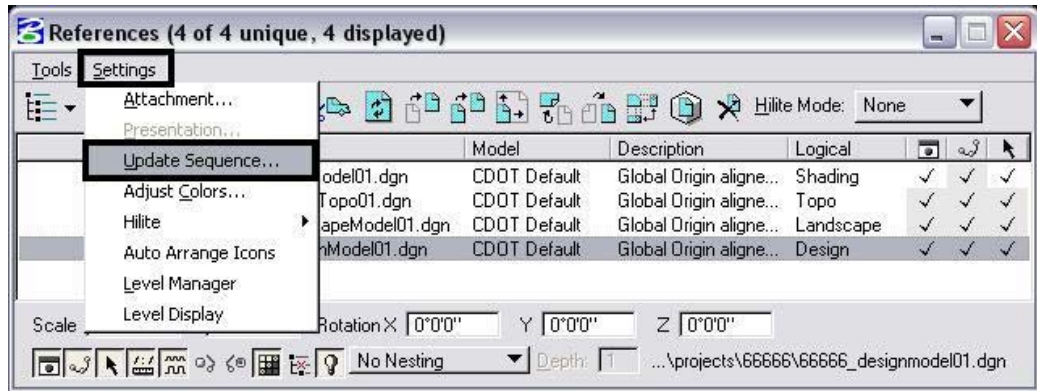 References (4 of 4 unique, 4 displayed)
Tools Settings
Attachment...
Hilite Mode: None
Presentation...
Model Description Logical
Update Sequence...
odel01.dgn CDOT Default Global Origin aligne... Shading
Adjust Colors...
Topo01.dgn CDOT Default Global Origin aligne... Topo
Hilite
apeModel01.dgn CDOT Default Global Origin aligne... Landscape
Auto Arrange Icons
nModel01.dgn CDOT Default Global Origin aligne... Design
Level Manager
Level Display
Scale Rotation X 0°0'0" Y 0°0'0" Z 0°0'0"
No Nesting Depth: 1 ...\projects\66666\66666_designmodel01.dgn